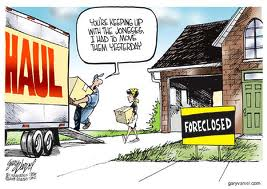 YOU'RE KEEPING UP
WITH THE JONESES,
I HAD TO
MOVE
THEM YESTERDAY
HAUL
FORECLOSED
garyvarvel.com